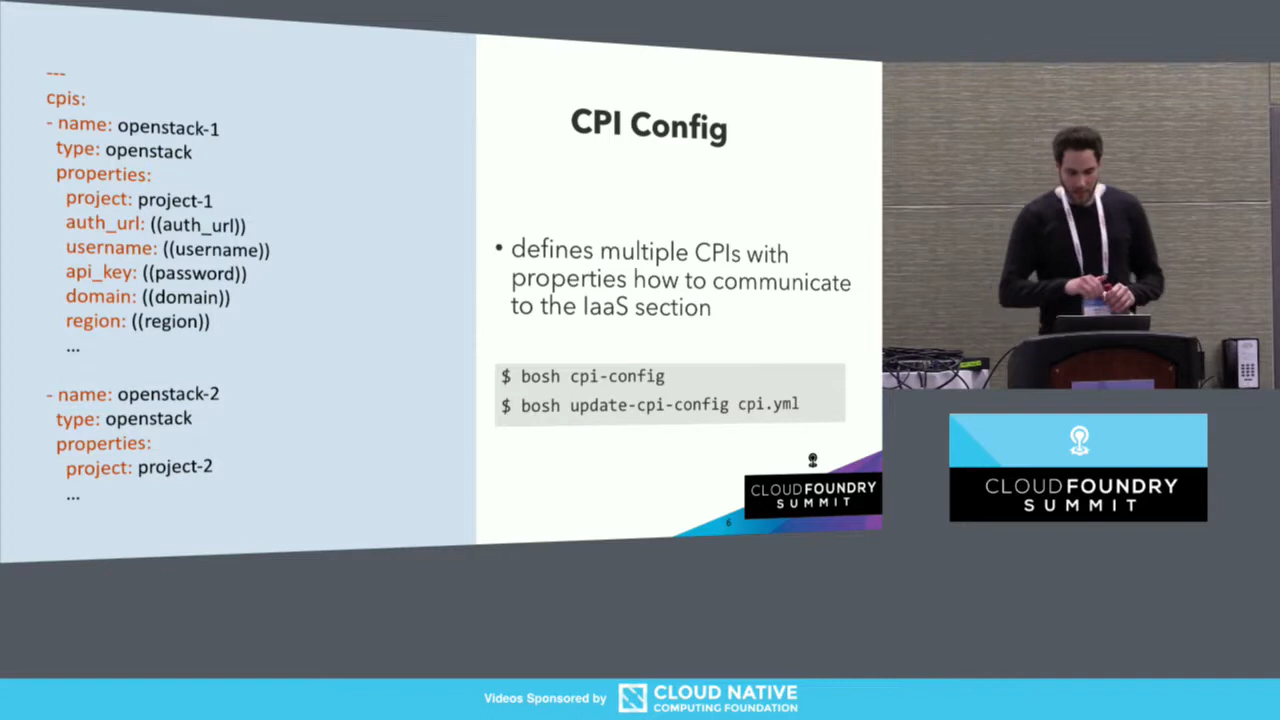 ---
cpis:
- name: openstack-1
type: openstack
properties:
project: project-1
auth_url: ((auth_url))
username: ((username))
api_key: ((password))
domain: ((domain))
region: ((region))
...
- name: openstack-2
type: openstack
properties:
project: project-2
...
CPI Config
• defines multiple CPIs with
properties how to communicate
to the IaaS section
$ bosh cpi-config
$ bosh update-cpi-config cpi.yml
CLOUDFOUNDRY
SUMMIT
6
CLOUDFOUNDRY
SUMMIT
Videos Sponsored by
CLOUD NATIVE
COMPUTING FOUNDATION